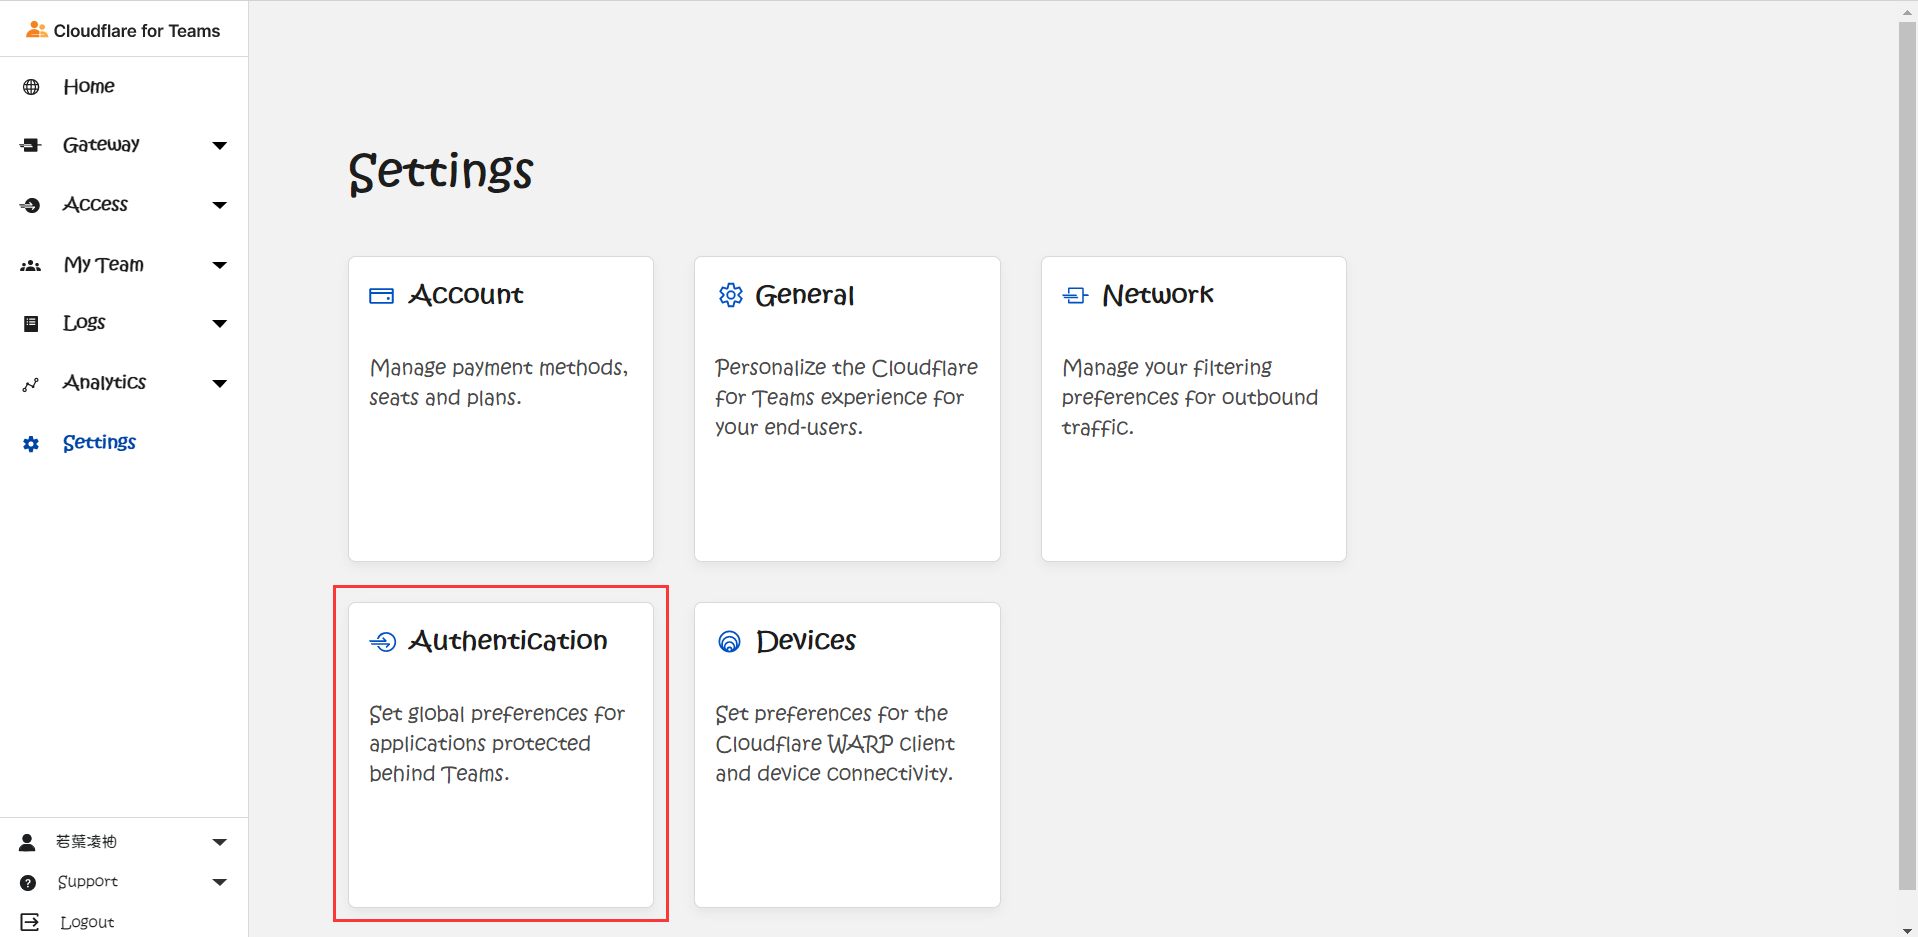 Cloudflare for Teams
Home
Gateway
Access
My Team
Logs
Analytics
Settings
若葉凌袖
Support
Logout
Settings
Account
Manage payment methods,
seats and plans.
General
Personalize the Cloudflare
for Teams experience for
your end-users.
Network
Manage your filtering
preferences for outbound
traffic.
Authentication
Set global preferences for
applications protected
behind Teams.
Devices
Set preferences for the
Cloudflare WARP client
and device connectivity.